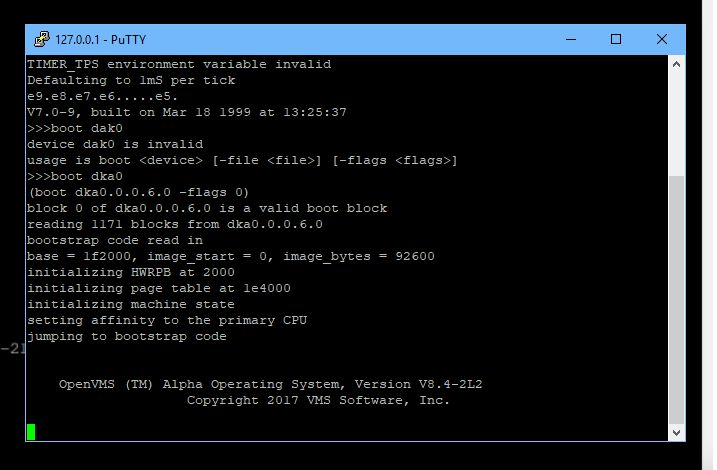 127.0.0.1 - PuTTY
TIMER_TPS environment variable invalid
Defaulting to 1mS per tick
e9.e8.e7.e6.....e5.
V7.0-9, built on Mar 18 1999 at 13:25:37
>>>boot dak0
device dak0 is invalid
usage is boot <device> [-file <file>] [-flags <flags>]
>>>boot dka0
(boot dka0.0.0.6.0 -flags 0)
block 0 of dka0.0.0.6.0 is a valid boot block
reading 1171 blocks from dka0.0.0.6.0
bootstrap code read in
base = 1f2000, image_start = 0, image_bytes = 92600
initializing HWRPB at 2000
initializing page table at 1e4000
initializing machine state
setting affinity to the primary CPU
jumping to bootstrap code
OpenVMS (TM) Alpha Operating System, Version V8.4-2L2
Copyright 2017 VMS Software, Inc.